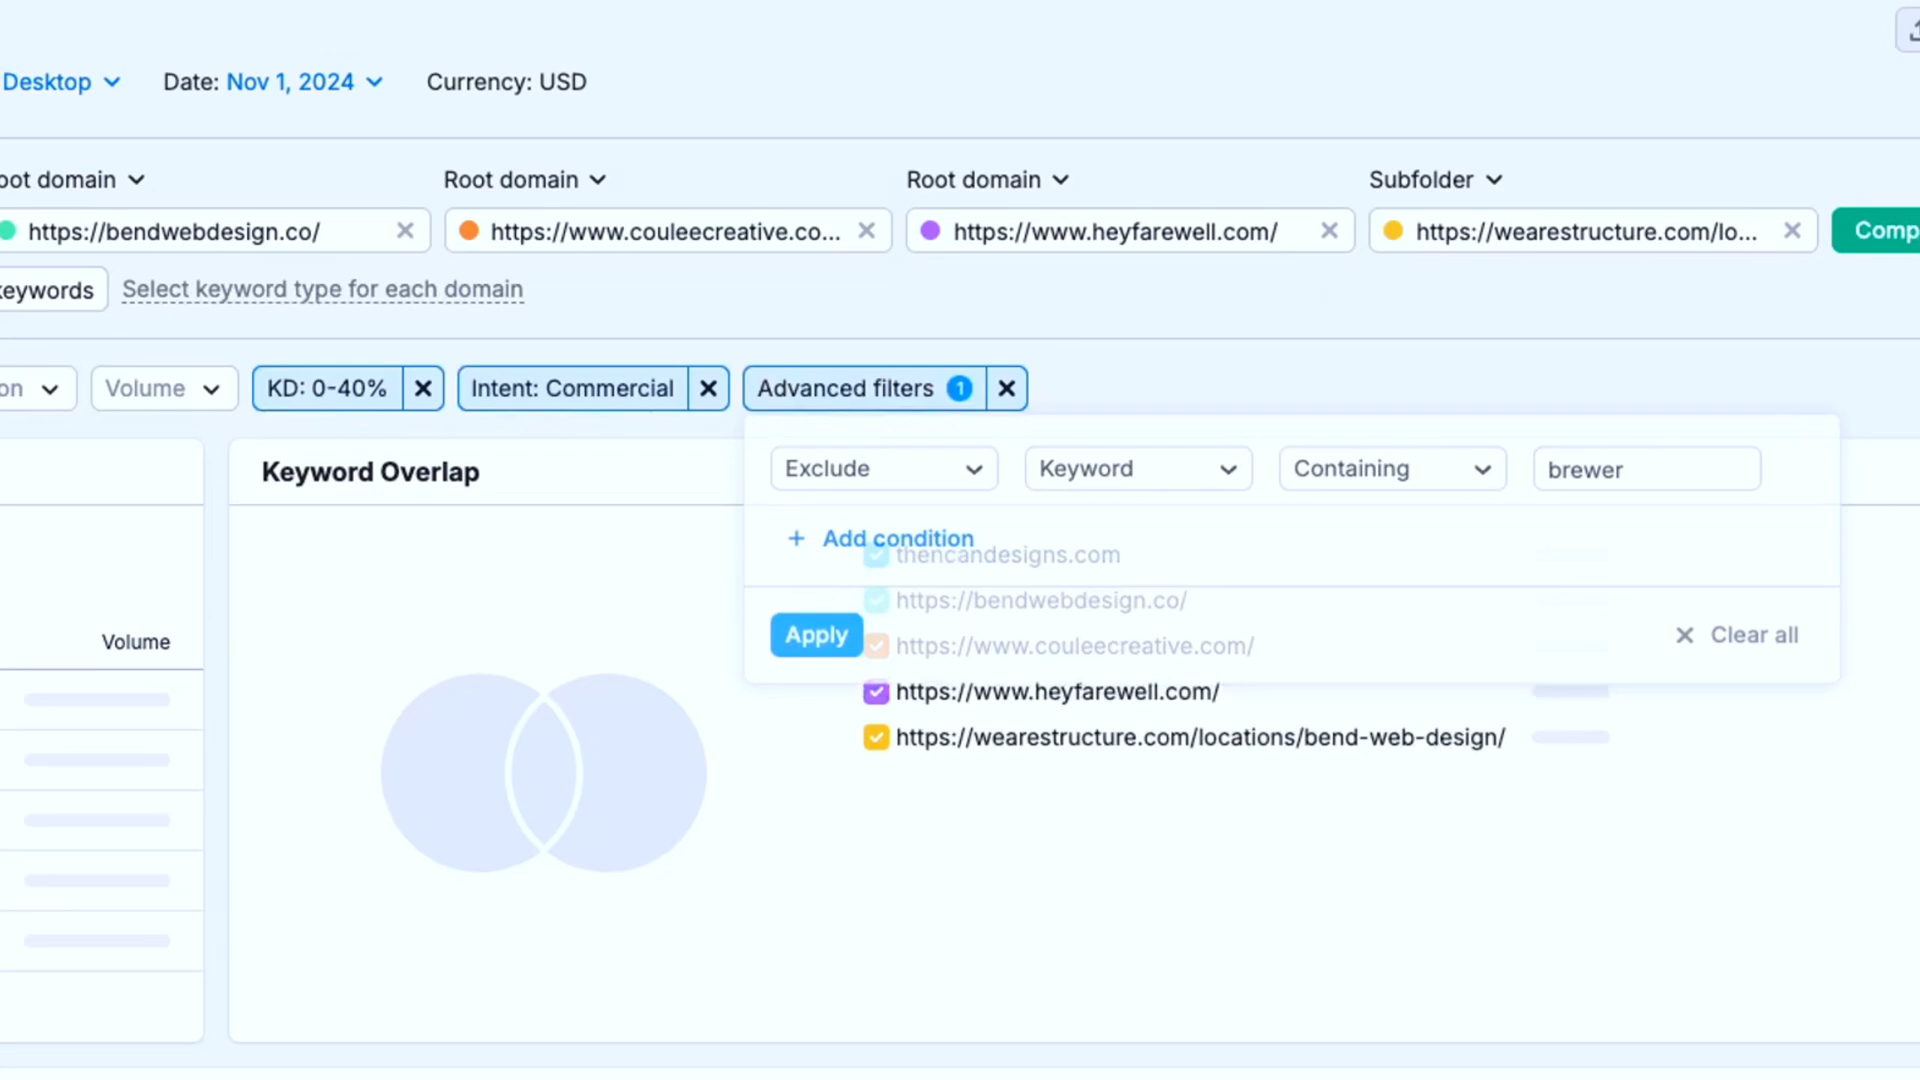 Desktop Date: Nov 1, 2024 Currency: USD
oot domain Root domain Root domain Subfolder
https://bendwebdesign.co/ https://www.couleecreative.co... https://www.heyfarewell.com/ https://wearestructure.com/lo... Comp
keywords Select keyword type for each domain
on Volume KD: 0-40% Intent: Commercial Advanced filters 1
Keyword Overlap
Exclude Keyword Containing brewer
+ Add condition
thencandesigns.com
https://bendwebdesign.co/
Apply
https://www.couleecreative.com/
Clear all
Volume
https://www.heyfarewell.com/
https://wearestructure.com/locations/bend-web-design/